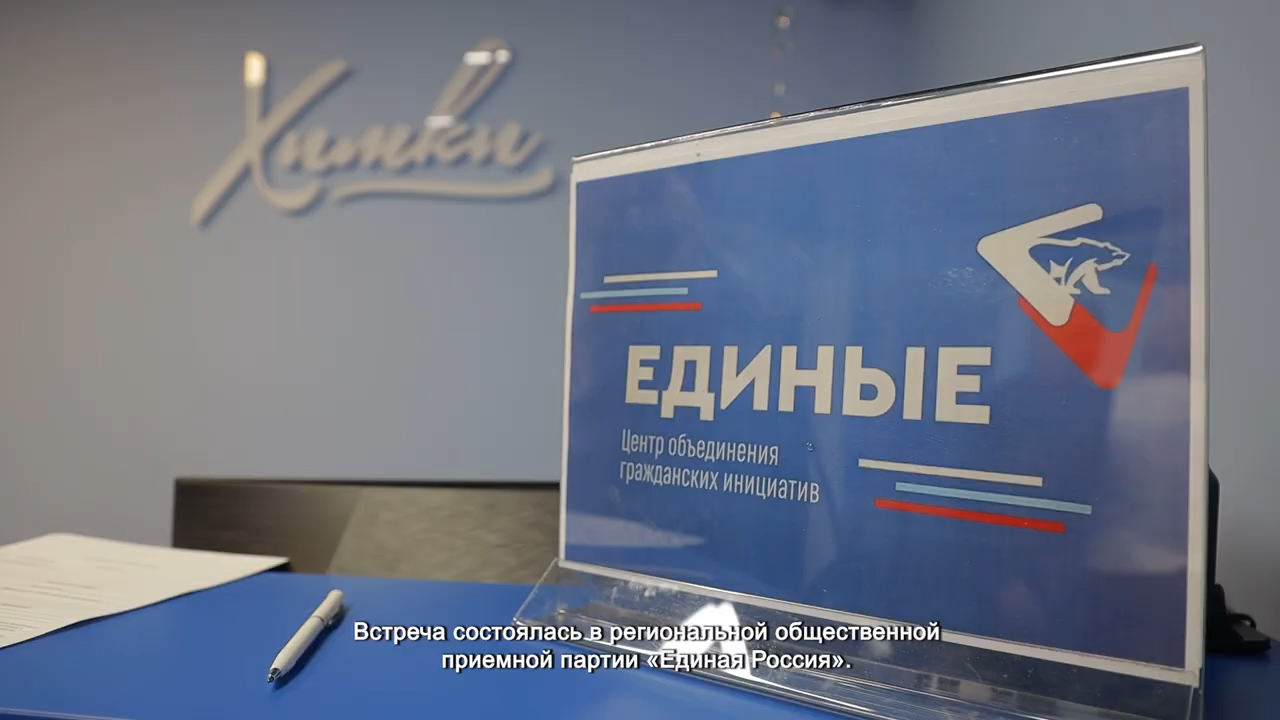 Химки
ЕДИНЫЕ
Центр объединения
гражданских инициатив
Встреча состоялась в региональной общественной
приемной партии «Единая Россия».